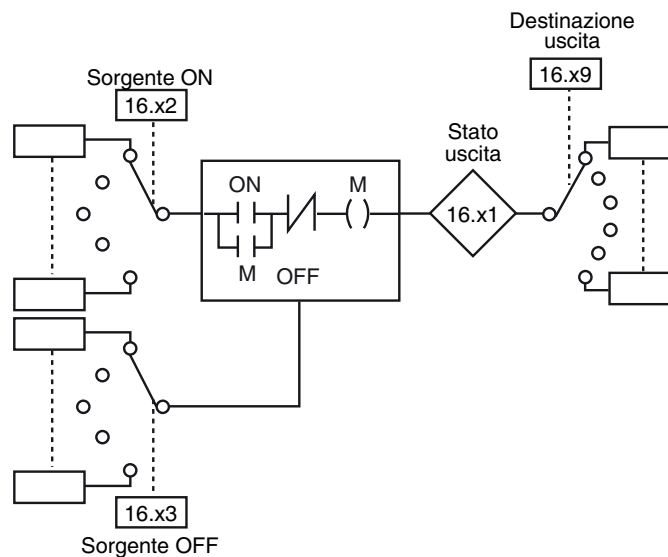 Destinazione
uscita
16.x9
Sorgente ON
16.x2
Stato
uscita
ON
M
16.x1
M
OFF
16.x3
Sorgente OFF